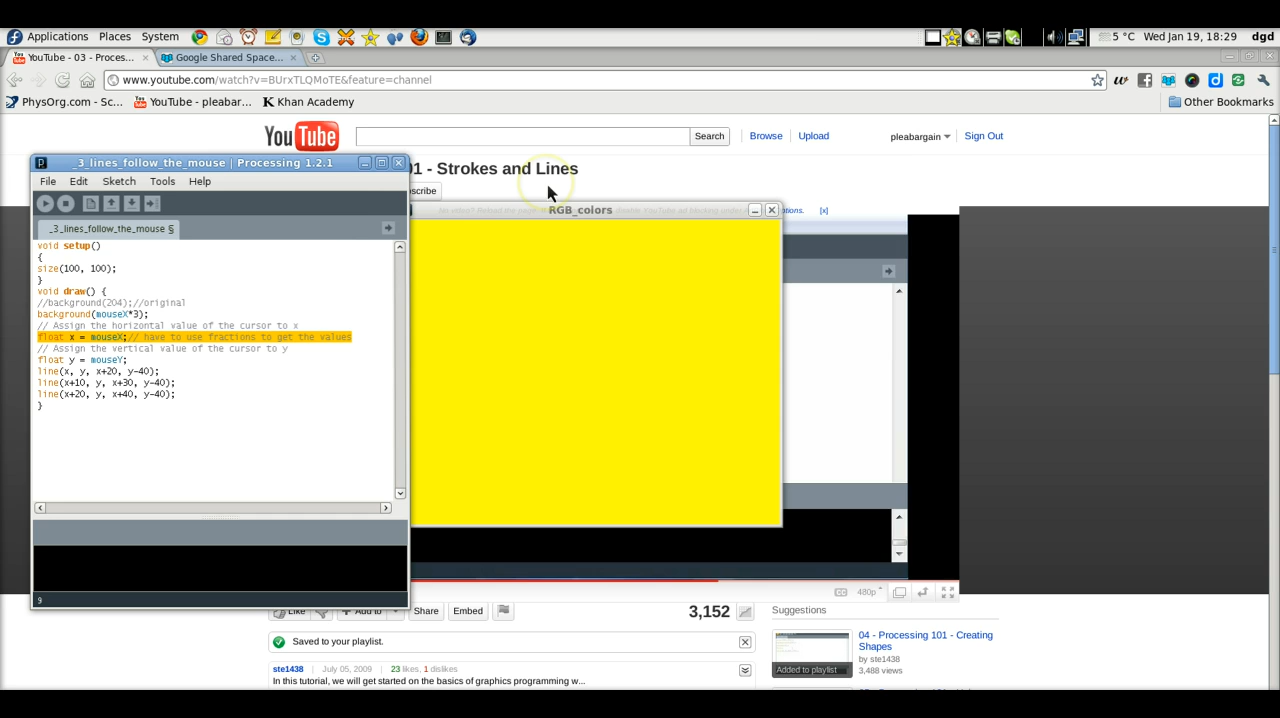 Applications Places System 5 °C Wed Jan 19, 18:29 dgd
YouTube - 03 - Proces... Google Shared Space...
www.youtube.com/watch?v=BUrxTLQMoTE&feature=channel
PhysOrg.com - Sc... YouTube - pleabar... Khan Academy Other Bookmarks
YouTube Search Browse Upload pleabargain Sign Out
_3_lines_follow_the_mouse | Processing 1.2.1
01 - Strokes and Lines
File Edit Sketch Tools Help
scribe
RGB_colors
[x]
_3_lines_follow_the_mouse §
void setup()
{
size(100, 100);
}
void draw() {
//background(204);//original
background(mouseX*3);
// Assign the horizontal value of the cursor to x
float x = mouseX;// have to use fractions to get the values
// Assign the vertical value of the cursor to y
float y = mouseY;
line(x, y, x+20, y-40);
line(x+10, y, x+30, y-40);
line(x+20, y, x+40, y-40);
}
9
CC 480p
Like Add to Share Embed 3,152 Suggestions
Saved to your playlist.
ste1438 | July 05, 2009 | 23 likes, 1 dislikes
In this tutorial, we will get started on the basics of graphics programming w...
04 - Processing 101 - Creating
Shapes
by ste1438
3,488 views
Added to playlist